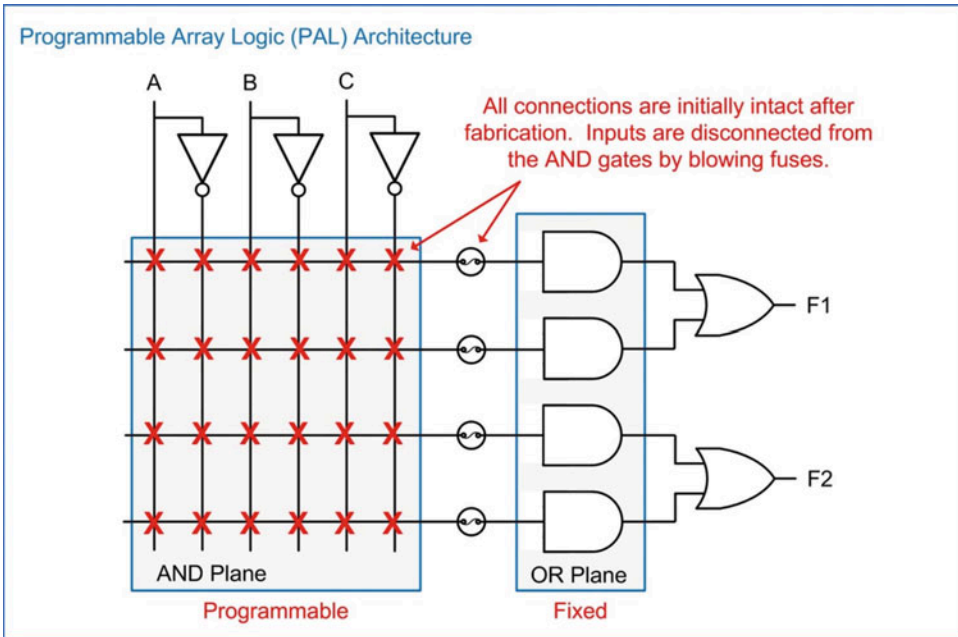 Programmable Array Logic (PAL) Architecture
A B C
All connections are initially intact after
fabrication. Inputs are disconnected from
the AND gates by blowing fuses.
F1
F2
AND Plane
OR Plane
Programmable
Fixed